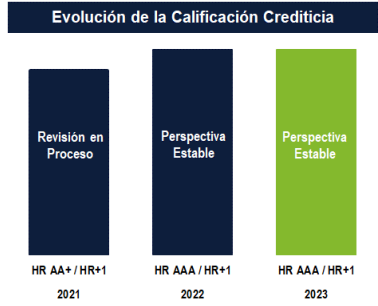 Evolución de la Calificación Crediticia
Revisión en
Proceso
Perspectiva
Estable
Perspectiva
Estable
HR AA+ / HR+1
HR AAA / HR+1
HR AAA / HR+1
2021
2022
2023